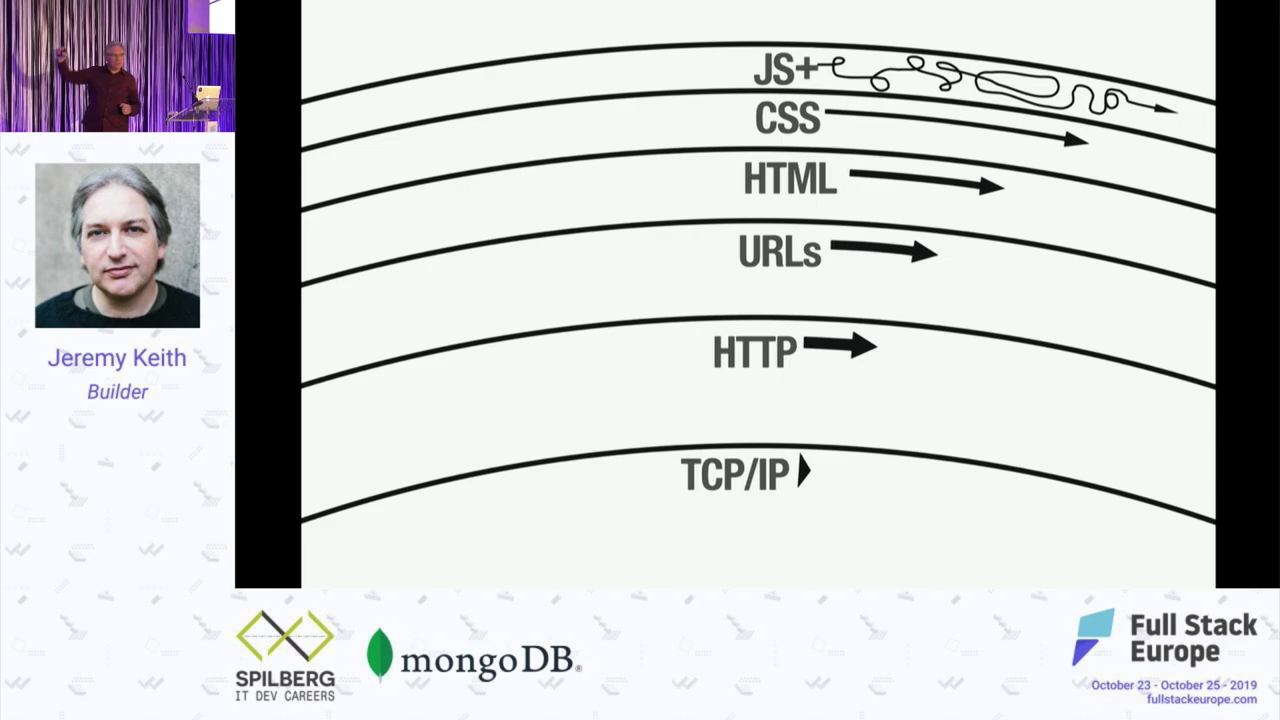 JS+
CSS
HTML
URLs
HTTP
TCP/IP
Jeremy Keith
Builder
SPILBERG
IT DEV CAREERS
mongoDB®
Full Stack
Europe
October 23 - October 25 - 2019
fullstackeurope.com